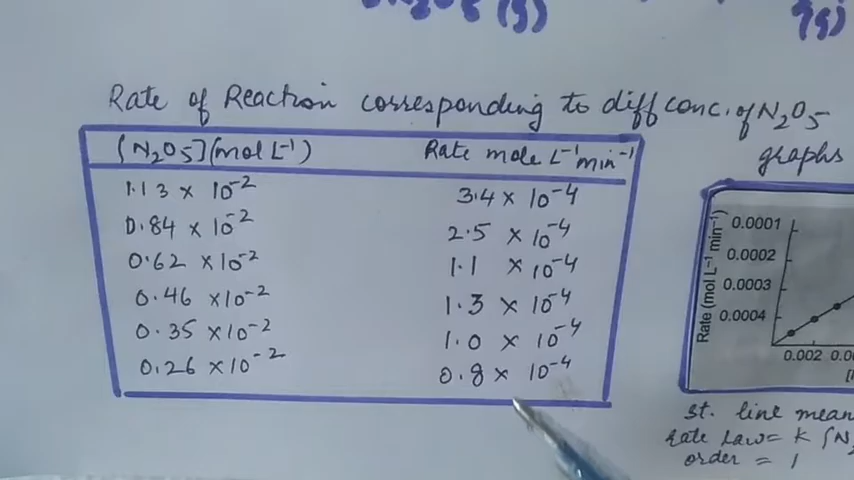 (g)
(g)
Rate of Reaction corresponding to diff conc. of N2O5
[N2O5](mol L⁻¹) Rate mole L⁻¹ min⁻¹
1.13 × 10⁻² 3.4 × 10⁻⁴
0.84 × 10⁻² 2.5 × 10⁻⁴
0.62 × 10⁻² 1.1 × 10⁻⁴
0.46 × 10⁻² 1.3 × 10⁻⁴
0.35 × 10⁻² 1.0 × 10⁻⁴
0.26 × 10⁻² 0.8 × 10⁻⁴
graphs
Rate (mol L⁻¹ min⁻¹)
0.0001
0.0002
0.0003
0.0004
0.002
st. line mean
rate law = K [N2
order = 1